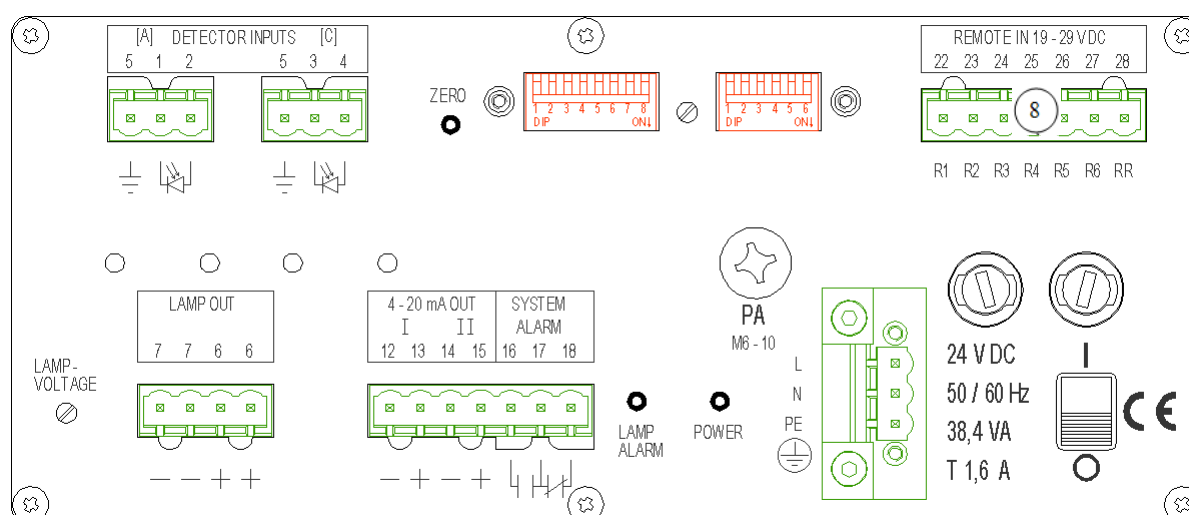 [A] DETECTOR INPUTS [C]
5 1 2 5 3 4
ZERO
1 2 3 4 5 6 7 8
DIP ON↓
1 2 3 4 5 6
DIP ON↓
REMOTE IN 19 - 29 VDC
22 23 24 25 26 27 28
8
R1 R2 R3 R4 R5 R6 RR
LAMP OUT
7 7 6 6
LAMP-
VOLTAGE
− − + +
4 - 20 mA OUT
I II
12 13 14 15
SYSTEM
ALARM
16 17 18
− + − +
LAMP
ALARM
POWER
PA
M6 - 10
L
N
PE
24 V DC
50 / 60 Hz
38,4 VA
T 1,6 A
I
O
CE